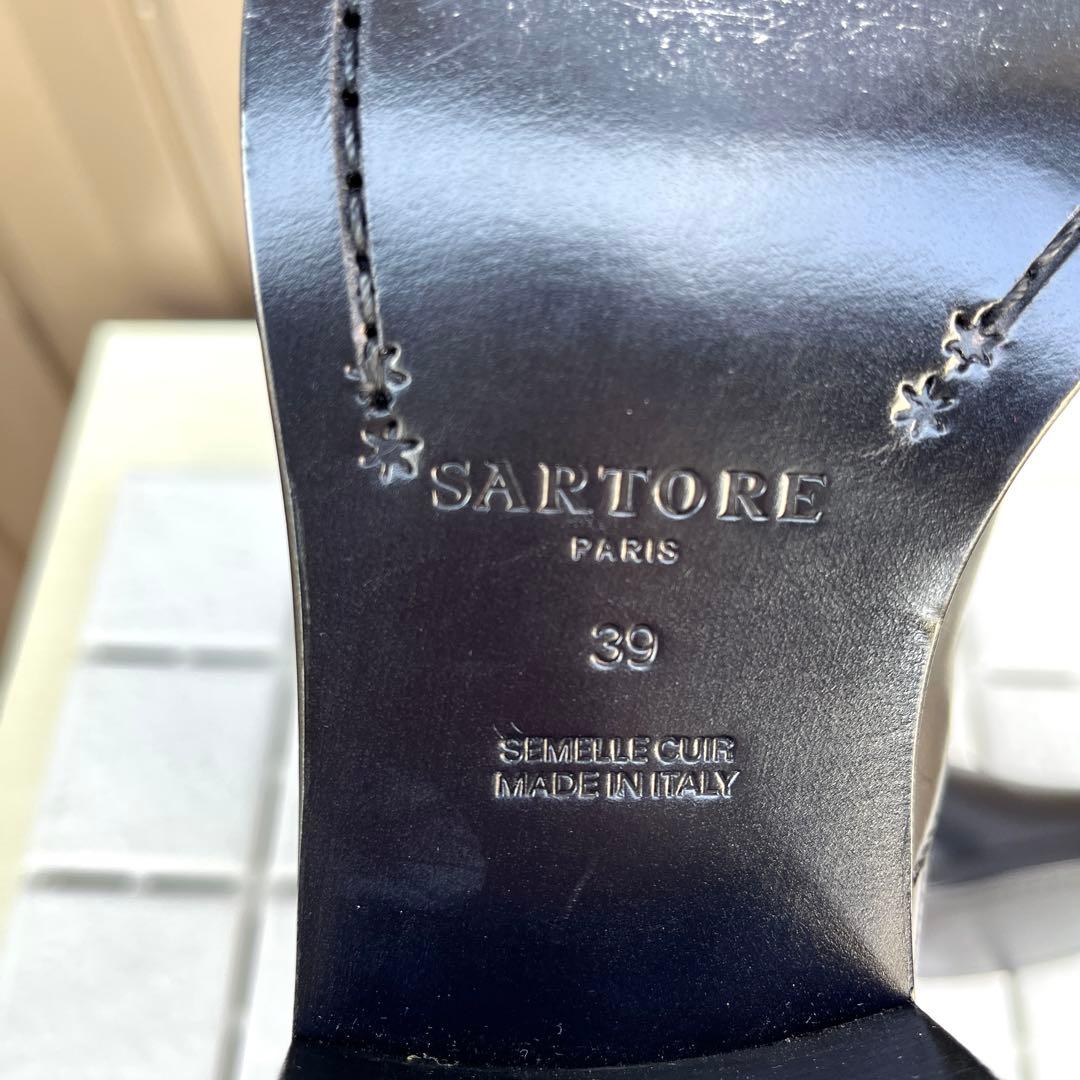 SARTORE
PARIS
39
SEMELLE CUIR
MADE IN ITALY